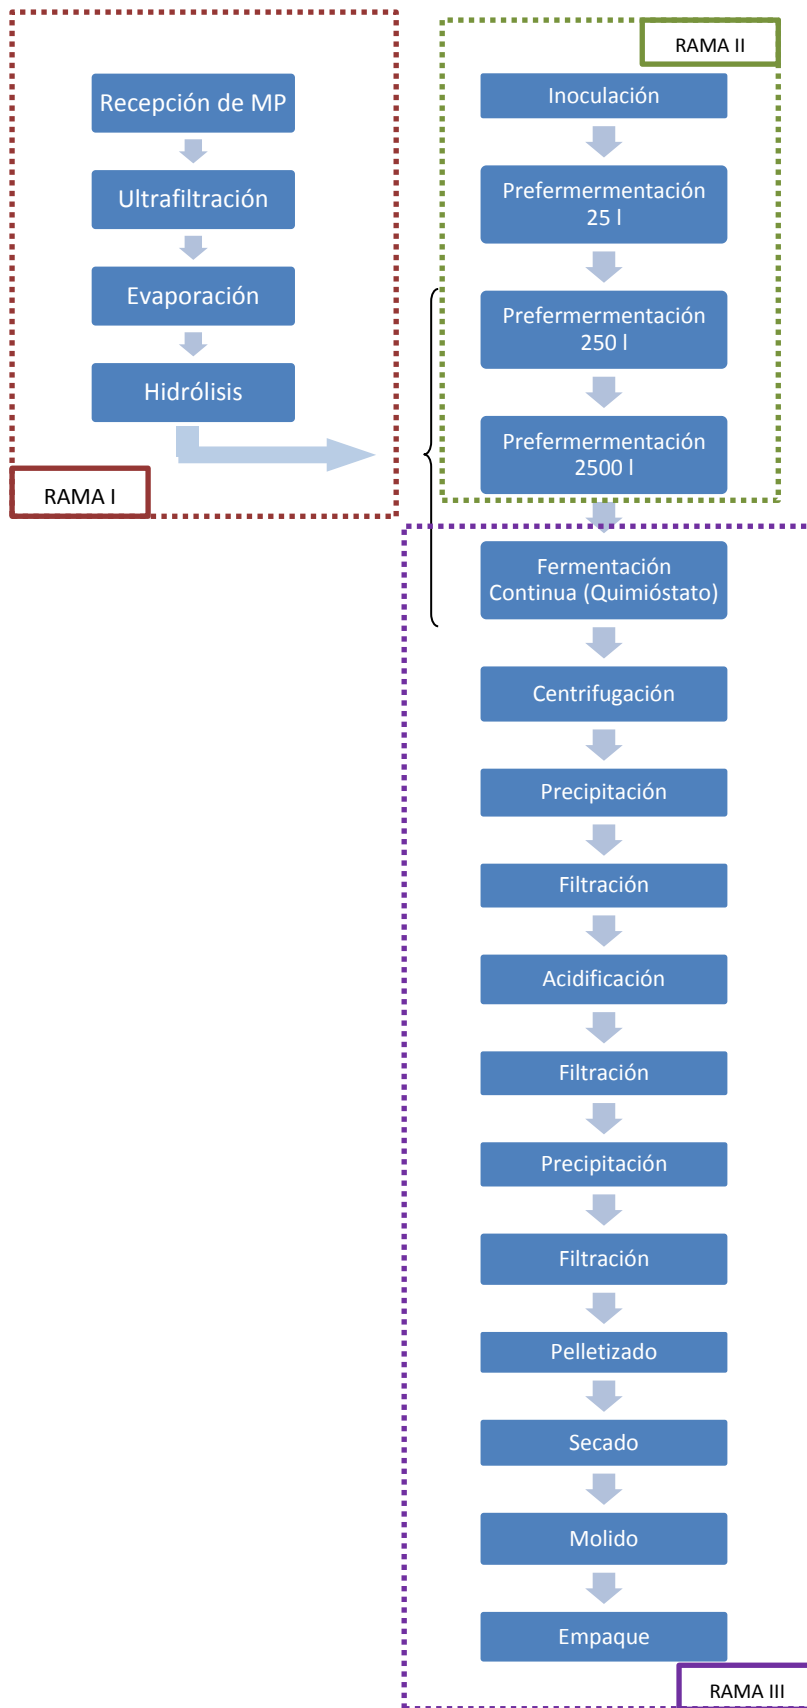 Recepción de MP
Ultrafiltración
Evaporación
Hidrólisis
RAMA I
RAMA II
Inoculación
Prefermermentación
25 l
Prefermermentación
250 l
Prefermermentación
2500 l
Fermentación
Continua (Quimióstato)
Centrifugación
Precipitación
Filtración
Acidificación
Filtración
Precipitación
Filtración
Pelletizado
Secado
Molido
Empaque
RAMA III